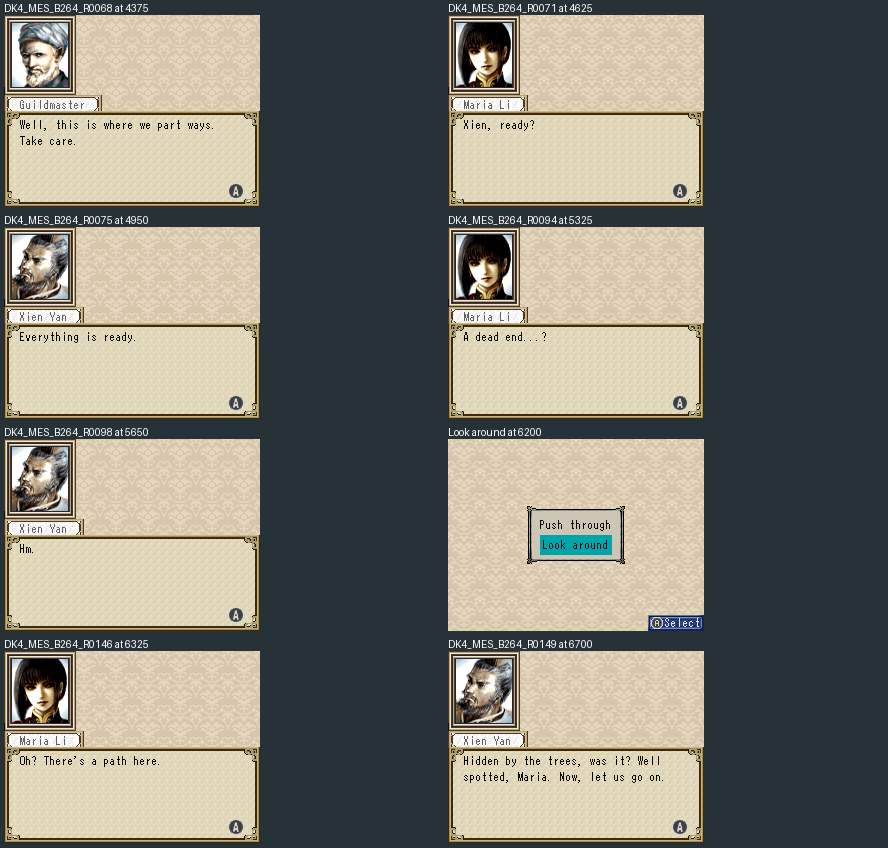 DK4_MES_B264_R0068 at 4375
Guildmaster
Well, this is where we part ways.
Take care.
A
DK4_MES_B264_R0071 at 4625
Maria Li
Xien, ready?
A
DK4_MES_B264_R0075 at 4950
Xien Yan
Everything is ready.
A
DK4_MES_B264_R0094 at 5325
Maria Li
A dead end...?
A
DK4_MES_B264_R0098 at 5650
Xien Yan
Hm.
A
Look around at 6200
Push through
Look around
A Select
DK4_MES_B264_R0146 at 6325
Maria Li
Oh? There's a path here.
A
DK4_MES_B264_R0149 at 6700
Xien Yan
Hidden by the trees, was it? Well
spotted, Maria. Now, let us go on.
A